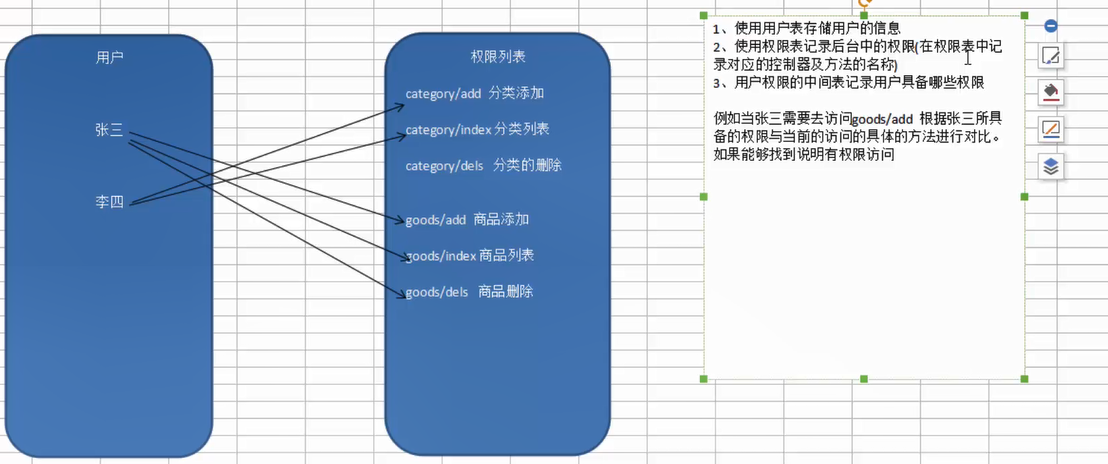 用户
张三
李四
权限列表
category/add 分类添加
category/index 分类列表
category/dels 分类的删除
goods/add 商品添加
goods/index 商品列表
goods/dels 商品删除
1、使用用户表存储用户的信息
2、使用权限表记录后台中的权限(在权限表中记
录对应的控制器及方法的名称)
3、用户权限的中间表记录用户具备哪些权限
例如当张三需要去访问goods/add 根据张三所具
备的权限与当前的访问的具体的方法进行对比。
如果能够找到说明有权限访问